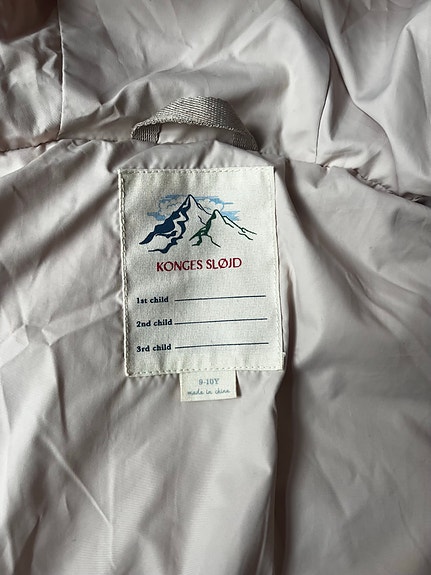 KONGES SLØJD
1st child
2nd child
3rd child
9-10Y
made in china